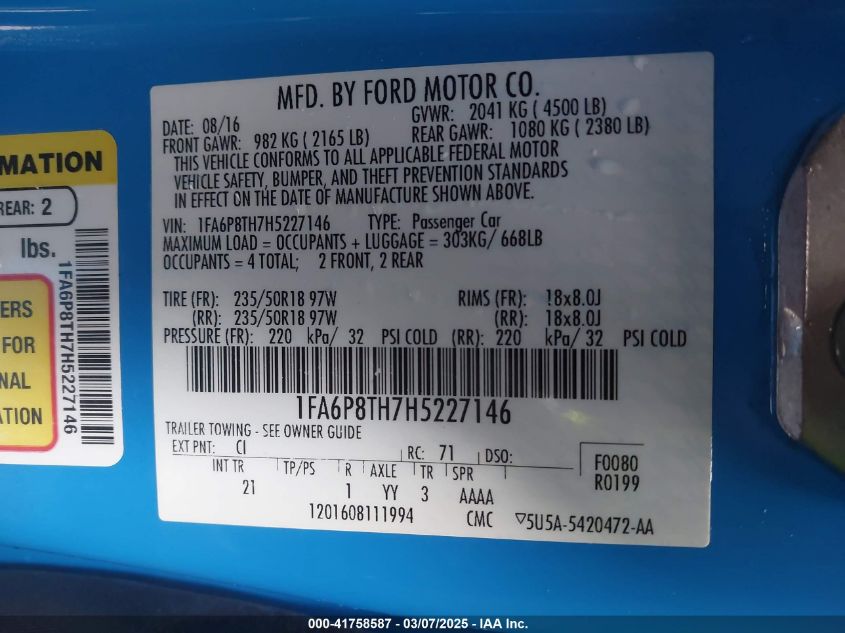 MATION
REAR: 2
lbs.
ERS
FOR
NAL
ATION
1FA6P8TH7H5227146
MFD. BY FORD MOTOR CO.
DATE: 08/16 GVWR: 2041 KG ( 4500 LB)
FRONT GAWR: 982 KG ( 2165 LB) REAR GAWR: 1080 KG ( 2380 LB)
THIS VEHICLE CONFORMS TO ALL APPLICABLE FEDERAL MOTOR
VEHICLE SAFETY, BUMPER, AND THEFT PREVENTION STANDARDS
IN EFFECT ON THE DATE OF MANUFACTURE SHOWN ABOVE.
VIN: 1FA6P8TH7H5227146 TYPE: Passenger Car
MAXIMUM LOAD = OCCUPANTS + LUGGAGE = 303KG/ 668LB
OCCUPANTS = 4 TOTAL; 2 FRONT, 2 REAR
TIRE (FR): 235/50R18 97W RIMS (FR): 18x8.0J
(RR): 235/50R18 97W (RR): 18x8.0J
PRESSURE (FR): 220 kPa/ 32 PSI COLD (RR): 220 kPa/ 32 PSI COLD
1FA6P8TH7H5227146
TRAILER TOWING - SEE OWNER GUIDE
EXT PNT: CI RC: 71 DSO:
INT TR TP/PS R AXLE TR SPR F0080
21 1 YY 3 AAAA R0199
1201608111994 CMC ▽5U5A-5420472-AA
000-41758587 - 03/07/2025 - IAA Inc.